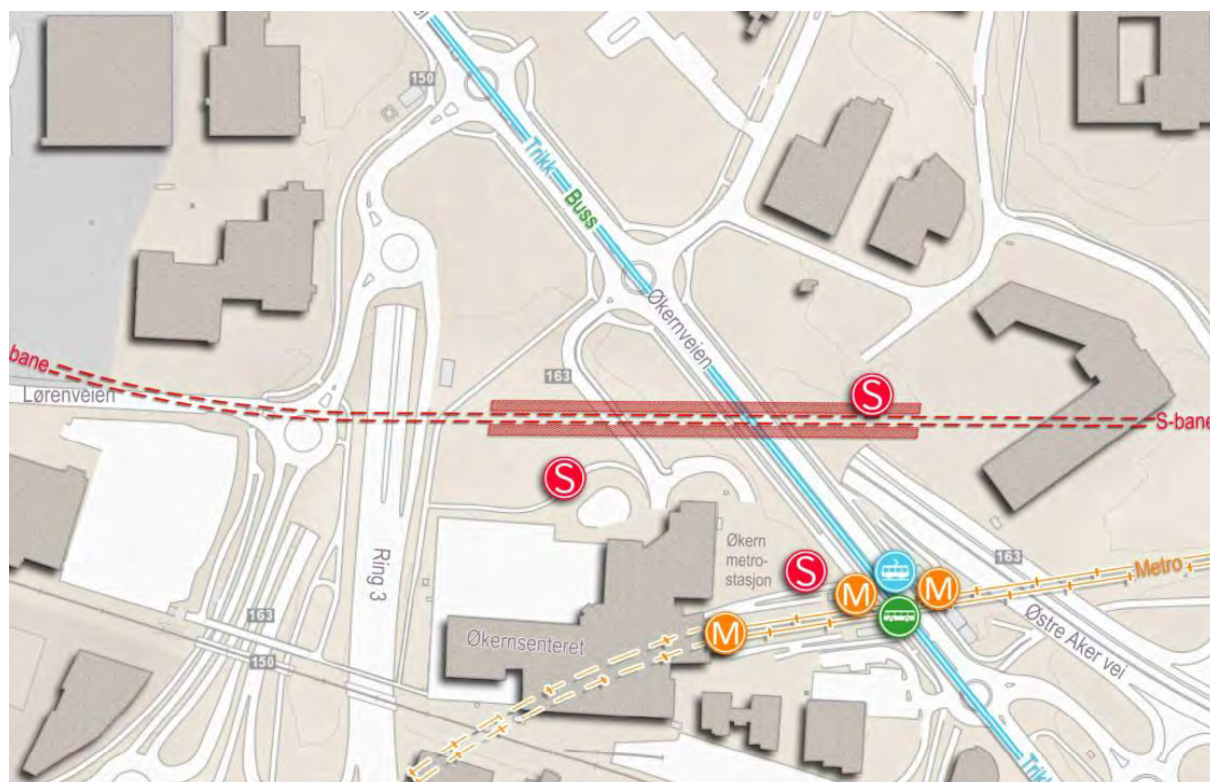 150
Trikk
Buss
Økernveien
bane
Lørenveien
163
S
S-bane
S
Ring 3
Økern
metro-
stasjon
S
M
M
M
163
Metro
Østre Aker vei
Økernsenteret
163
150
Trikk